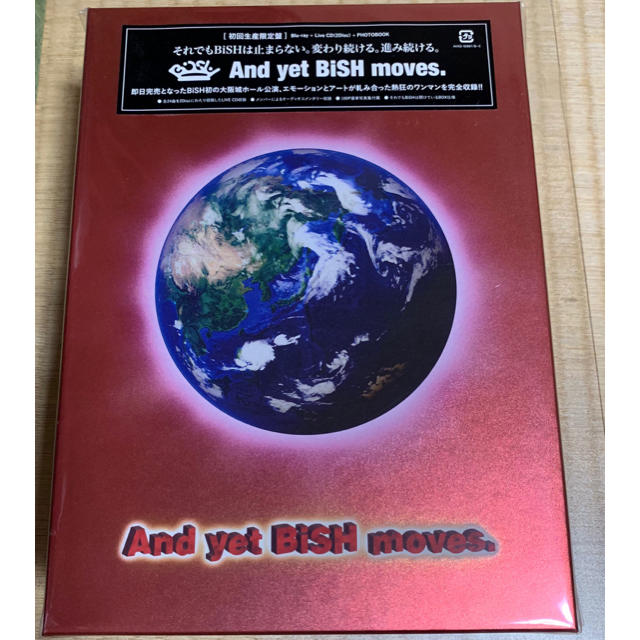 [初回生産限定盤] Blu-ray + Live CD(2Disc) + PHOTOBOOK
それでもBiSHは止まらない。変わり続ける。進み続ける。
BiSH And yet BiSH moves.
即日完売となったBiSH初の大阪城ホール公演、エモーションとアートが軋み合った熱狂のワンマンを完全収録!!
And yet BiSH moves.